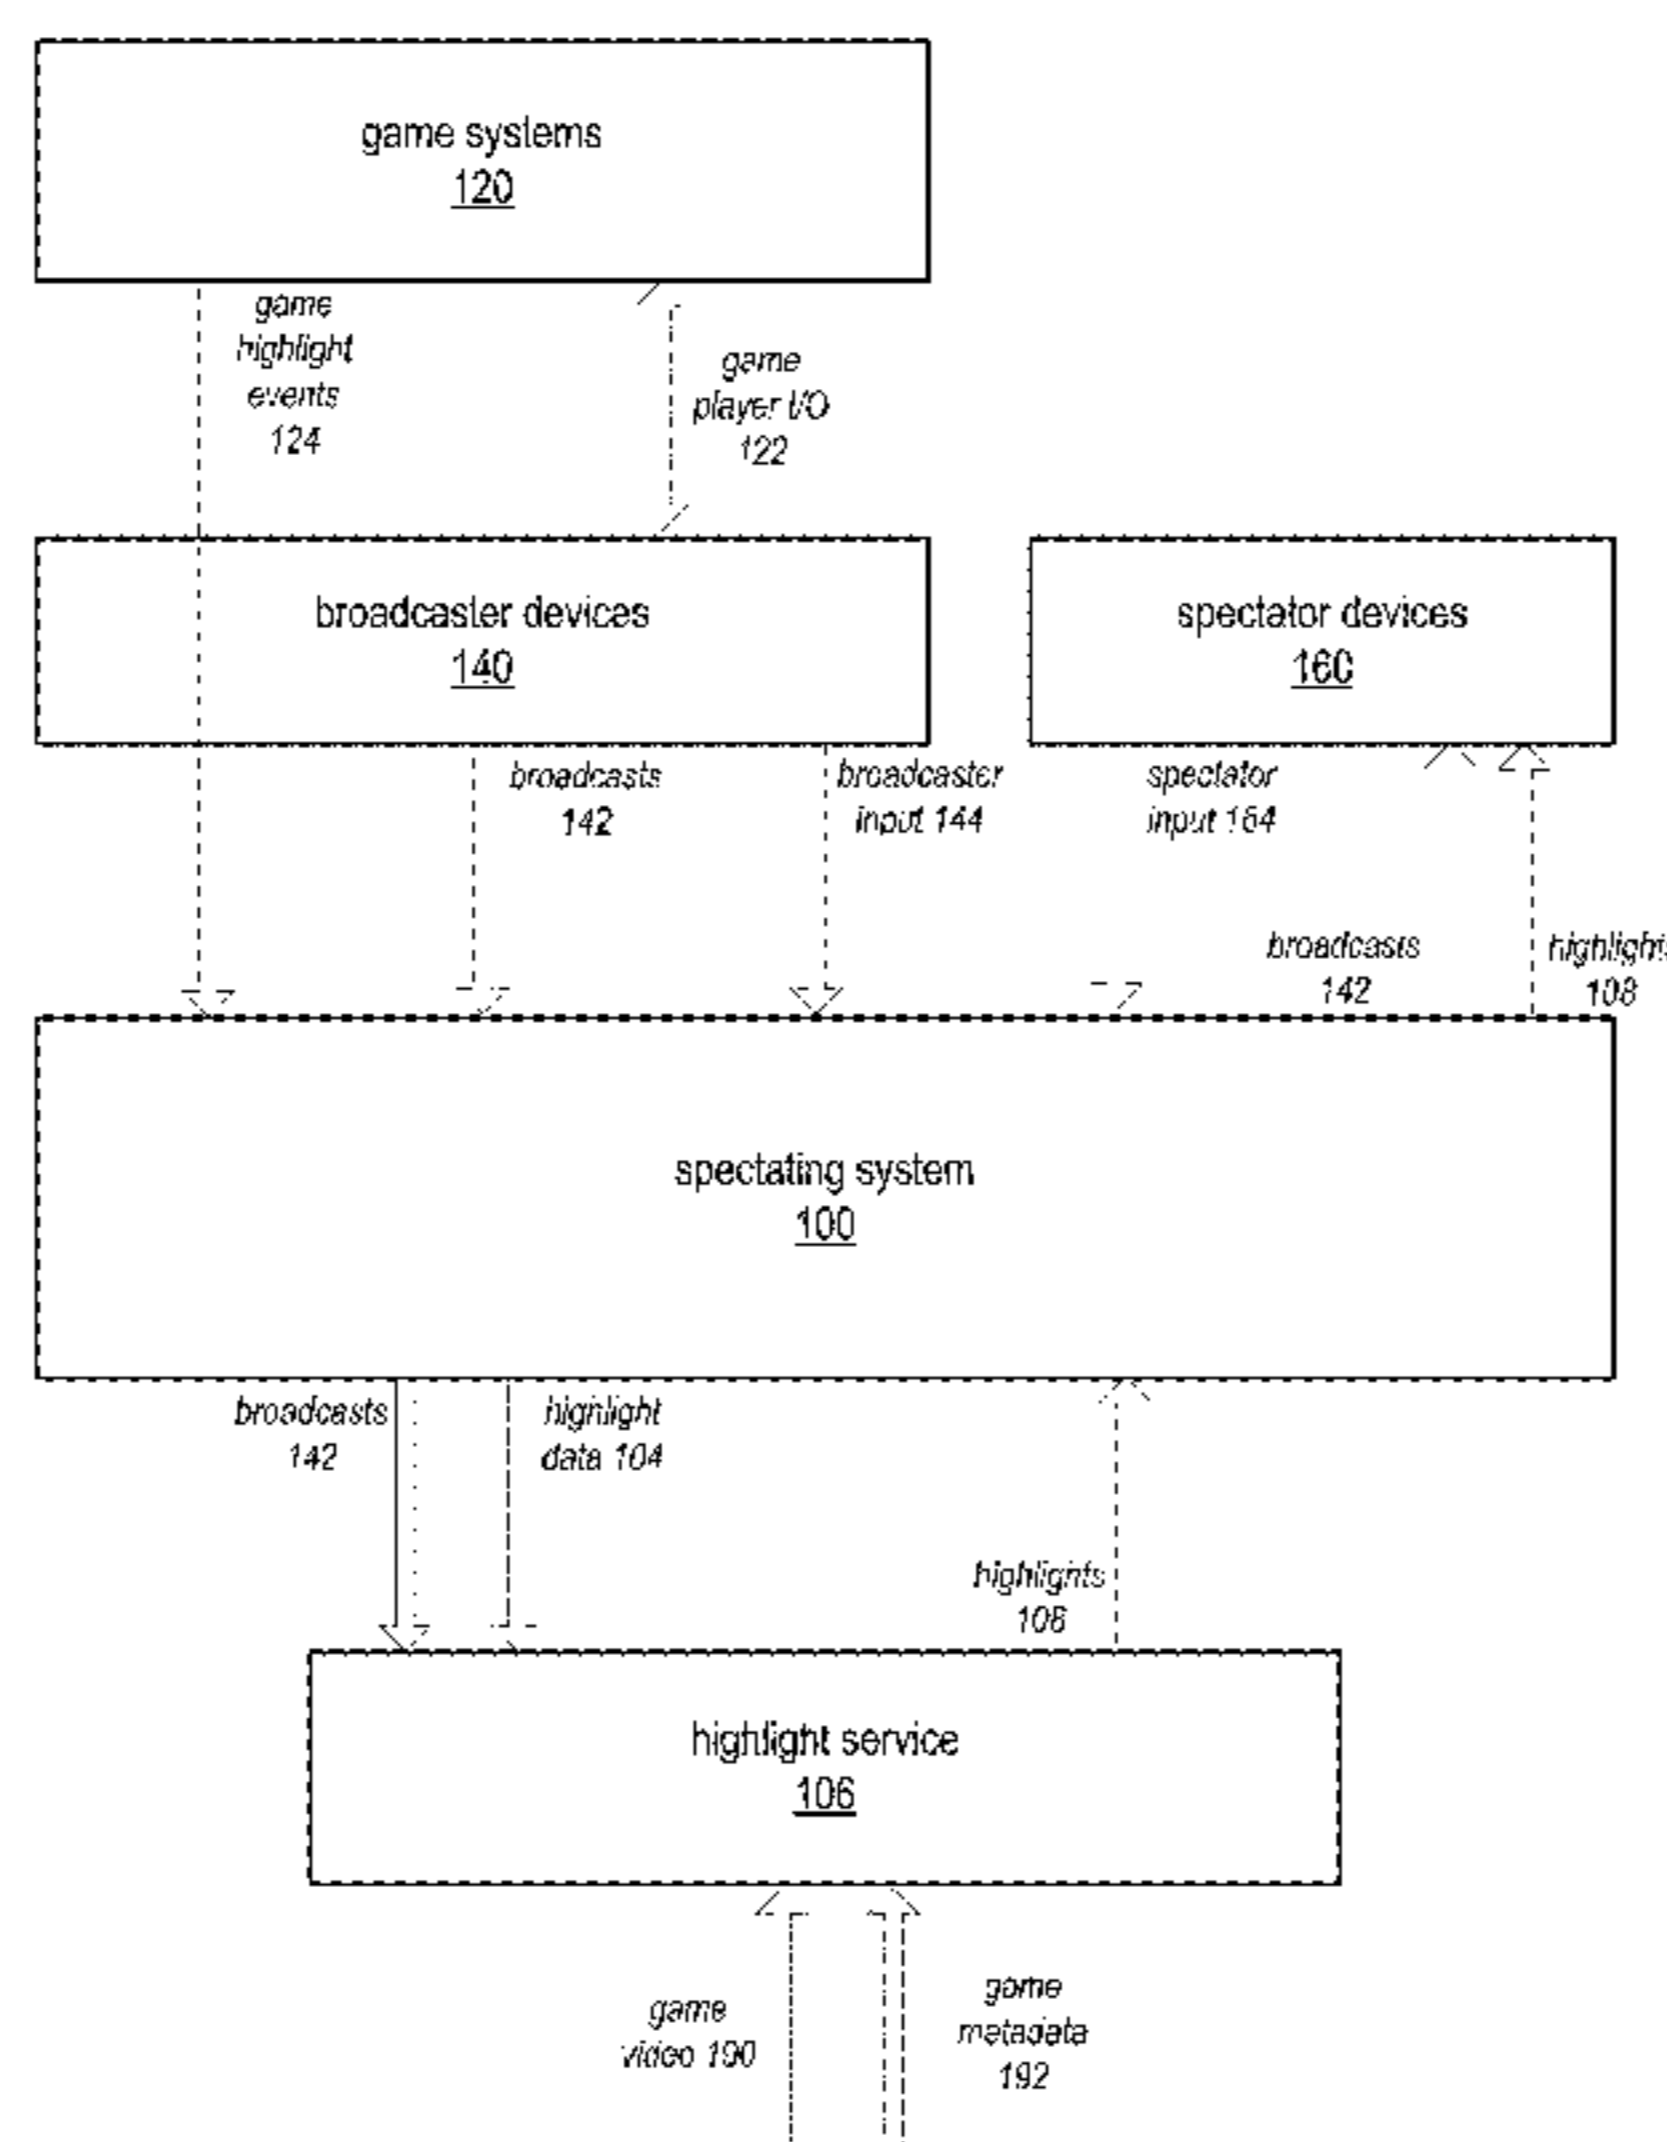 game systems
120
game
highlight
events
124
game
player I/O
122
broadcaster devices
140
spectator devices
160
broadcasts
142
broadcaster
input 144
spectator
input 164
broadcasts
142
highlights
108
spectating system
100
broadcasts
142
highlight
data 104
highlights
108
highlight service
106
game
video 190
game
metadata
192